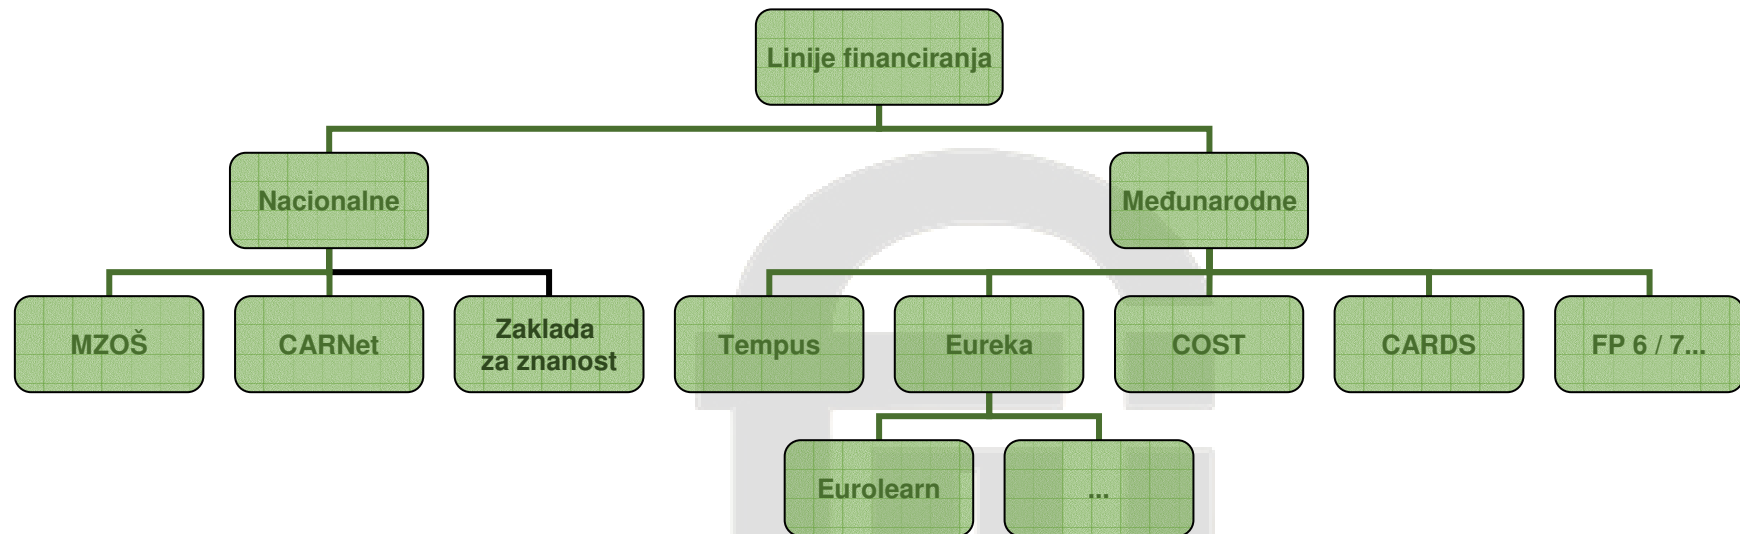 Linije financiranja
Nacionalne
Međunarodne
MZOŠ
CARNet
Zaklada
za znanost
Tempus
Eureka
COST
CARDS
FP 6 / 7...
Eurolearn
...